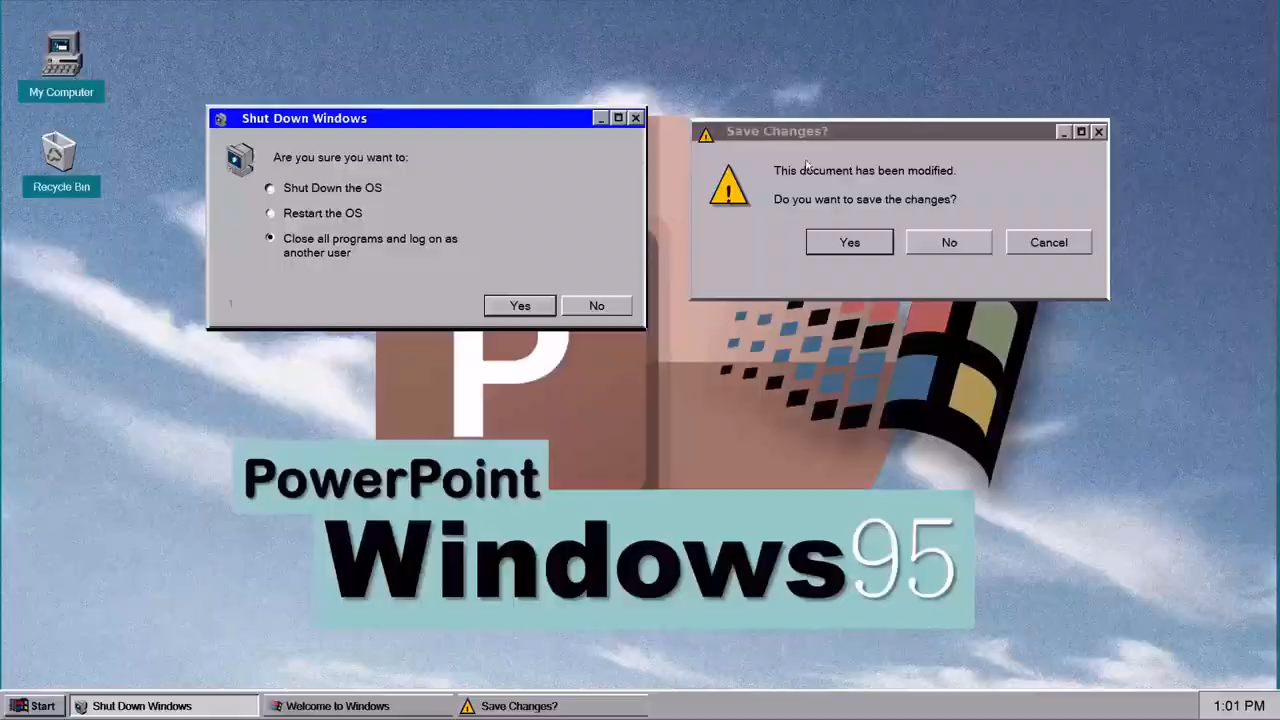 My Computer
Recycle Bin
Shut Down Windows
Are you sure you want to:
Shut Down the OS
Restart the OS
Close all programs and log on as
another user
1
Yes
No
Save Changes?
This document has been modified.
Do you want to save the changes?
Yes
No
Cancel
P
PowerPoint
Windows95
Start
Shut Down Windows
Welcome to Windows
Save Changes?
1:01 PM